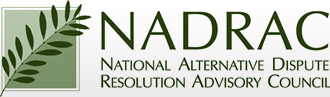 NADRAC
NATIONAL ALTERNATIVE DISPUTE
RESOLUTION ADVISORY COUNCIL